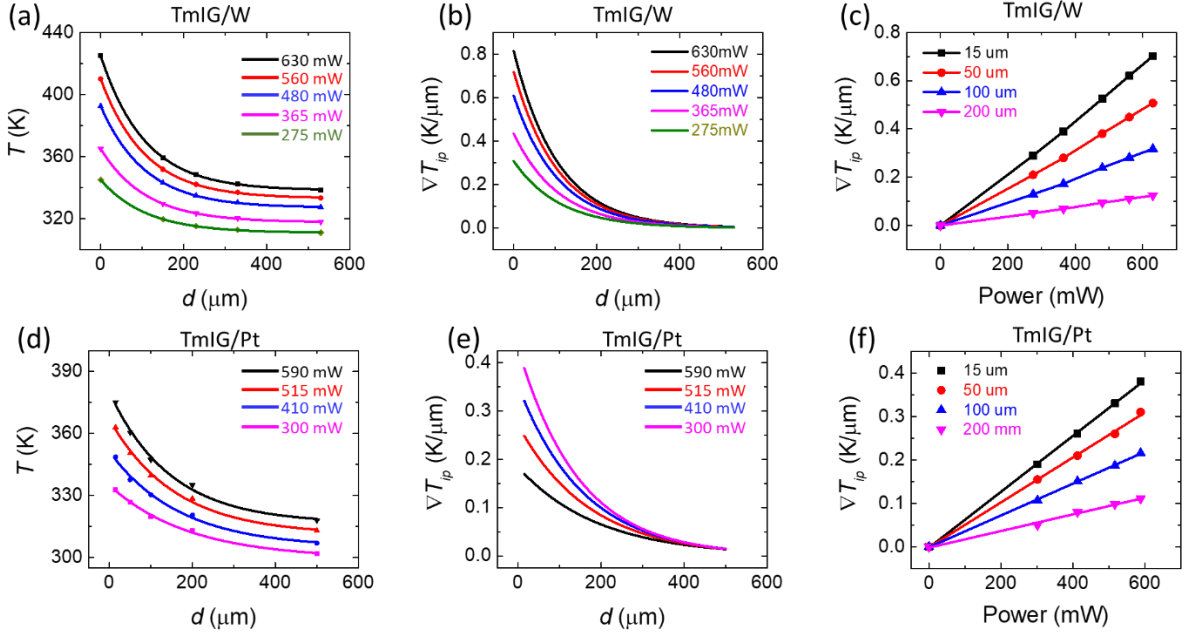 (a)
TmIG/W
T (K)
440
400
360
320
630 mW
560 mW
480 mW
365 mW
275 mW
0
200
400
600
d (μm)
(b)
TmIG/W
∇T_ip (K/μm)
0.8
0.6
0.4
0.2
0.0
630mW
560mW
480mW
365mW
275mW
0
200
400
600
d (μm)
(c)
TmIG/W
∇T_ip (K/μm)
0.8
0.6
0.4
0.2
0.0
15 um
50 um
100 um
200 um
0
200
400
600
Power (mW)
(d)
TmIG/Pt
T (K)
390
360
330
300
590 mW
515 mW
410 mW
300 mW
0
200
400
600
d (μm)
(e)
TmIG/Pt
∇T_ip (K/μm)
0.4
0.3
0.2
0.1
0.0
590 mW
515 mW
410 mW
300 mW
0
200
400
600
d (μm)
(f)
TmIG/Pt
∇T_ip (K/μm)
0.4
0.3
0.2
0.1
0.0
15 um
50 um
100 um
200 mm
0
200
400
600
Power (mW)